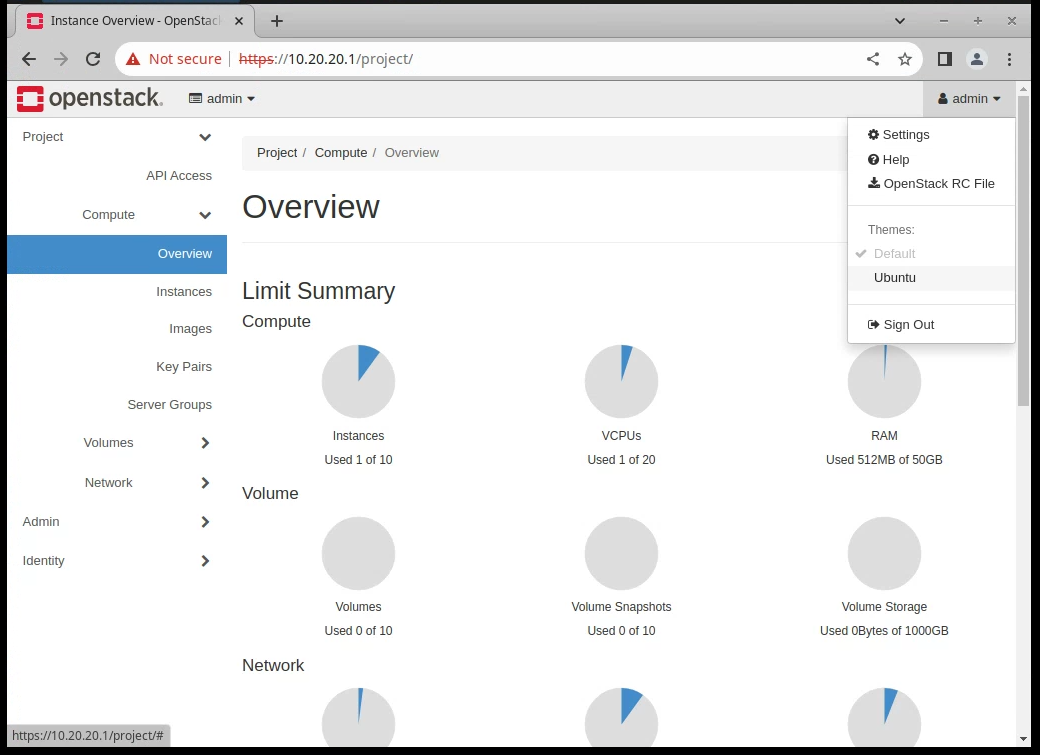 Instance Overview - OpenStac
Not secure https://10.20.20.1/project/
openstack. admin admin
Project
API Access
Compute
Overview
Instances
Images
Key Pairs
Server Groups
Volumes
Network
Admin
Identity
Project / Compute / Overview
Overview
Settings
Help
OpenStack RC File
Themes:
Default
Ubuntu
Sign Out
Limit Summary
Compute
Instances VCPUs RAM
Used 1 of 10 Used 1 of 20 Used 512MB of 50GB
Volume
Volumes Volume Snapshots Volume Storage
Used 0 of 10 Used 0 of 10 Used 0Bytes of 1000GB
Network
https://10.20.20.1/project/#